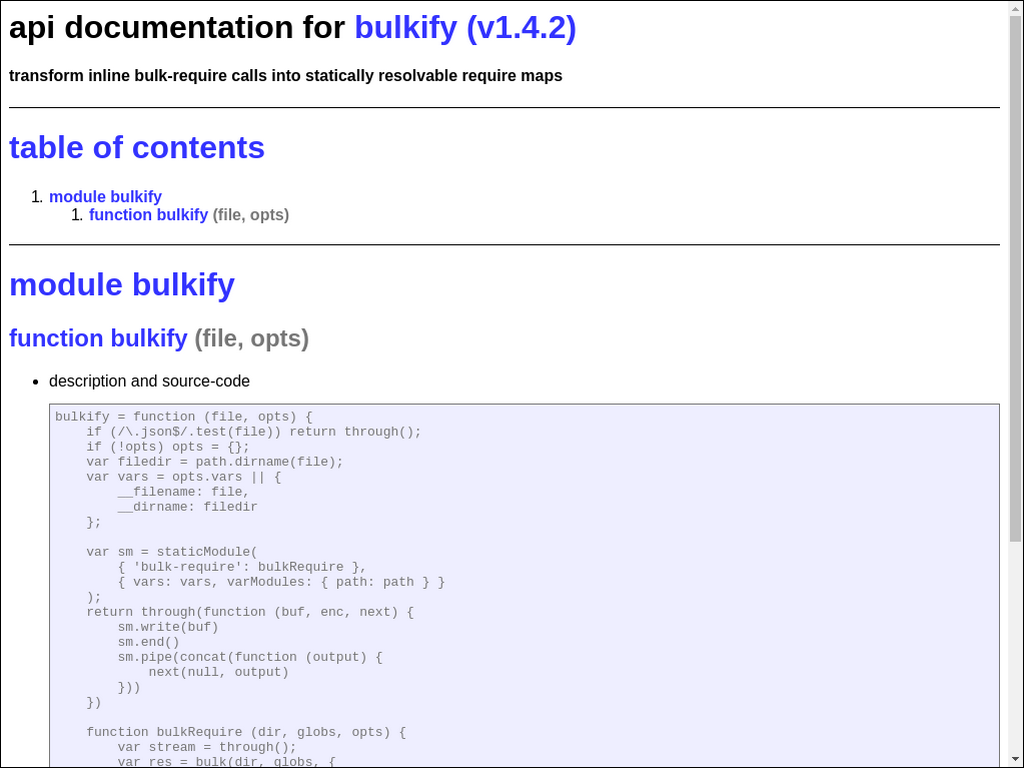 api documentation for bulkify (v1.4.2)
transform inline bulk-require calls into statically resolvable require maps
table of contents
1. module bulkify
1. function bulkify (file, opts)
module bulkify
function bulkify (file, opts)
• description and source-code
bulkify = function (file, opts) {
    if (/\.json$/.test(file)) return through();
    if (!opts) opts = {};
    var filedir = path.dirname(file);
    var vars = opts.vars || {
        __filename: file,
        __dirname: filedir
    };

    var sm = staticModule(
        { 'bulk-require': bulkRequire },
        { vars: vars, varModules: { path: path } }
    );
    return through(function (buf, enc, next) {
        sm.write(buf)
        sm.end()
        sm.pipe(concat(function (output) {
            next(null, output)
        }))
    })

    function bulkRequire (dir, globs, opts) {
        var stream = through();
        var res = bulk(dir, globs, {